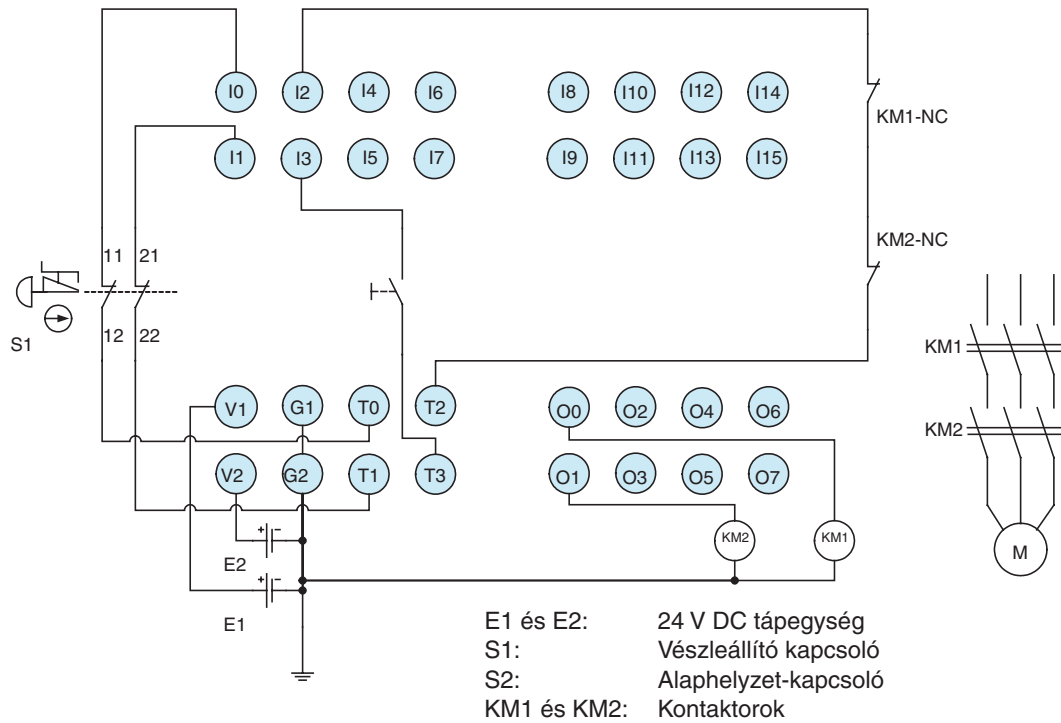 I0 I2 I4 I6 I8 I10 I12 I14
KM1-NC
I1 I3 I5 I7 I9 I11 I13 I15
KM2-NC
11 21
S1
12 22
KM1
V1 G1 T0 T2 O0 O2 O4 O6
KM2
V2 G2 T1 T3 O1 O3 O5 O7
+ −
KM2 KM1
M
E2
+ −
E1
E1 és E2: 24 V DC tápegység
S1: Vészleállító kapcsoló
S2: Alaphelyzet-kapcsoló
KM1 és KM2: Kontaktorok